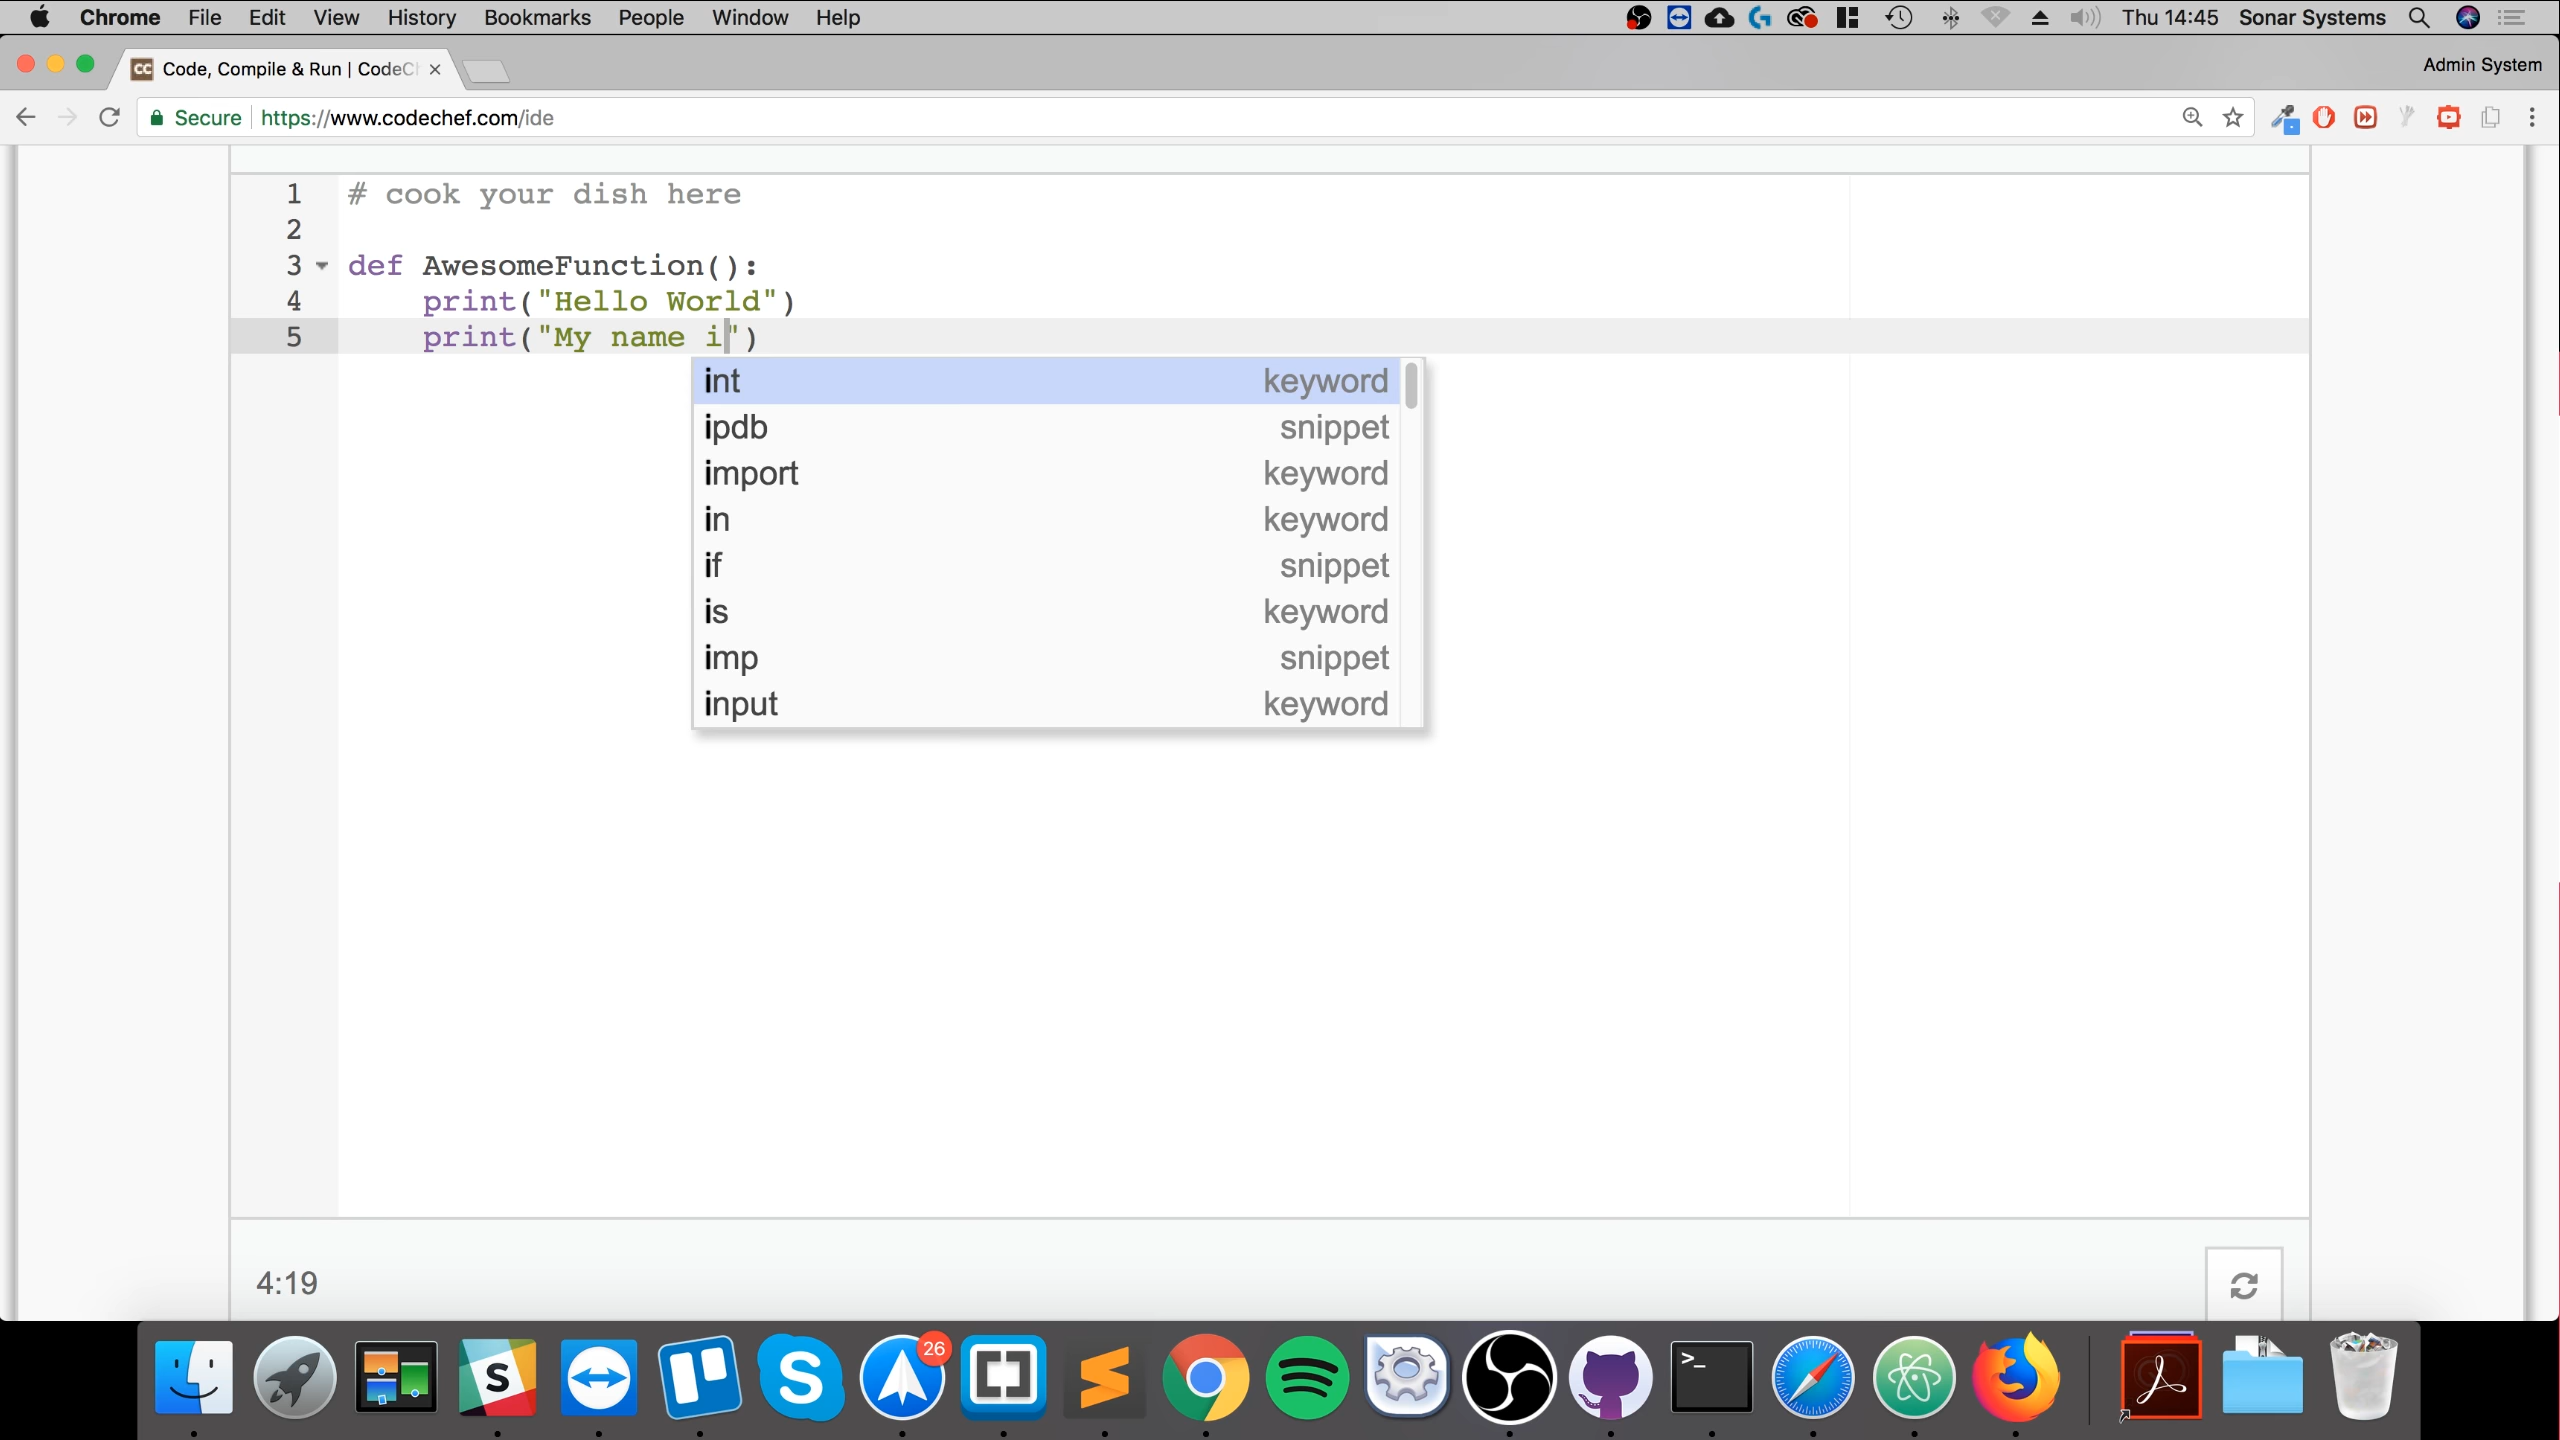 Chrome File Edit View History Bookmarks People Window Help Thu 14:45 Sonar Systems
CC Code, Compile & Run | CodeCh Admin System
Secure https://www.codechef.com/ide
1 # cook your dish here
2
3 def AwesomeFunction():
4 print("Hello World")
5 print("My name i")
int keyword
ipdb snippet
import keyword
in keyword
if snippet
is keyword
imp snippet
input keyword
4:19
26
S
S
>_